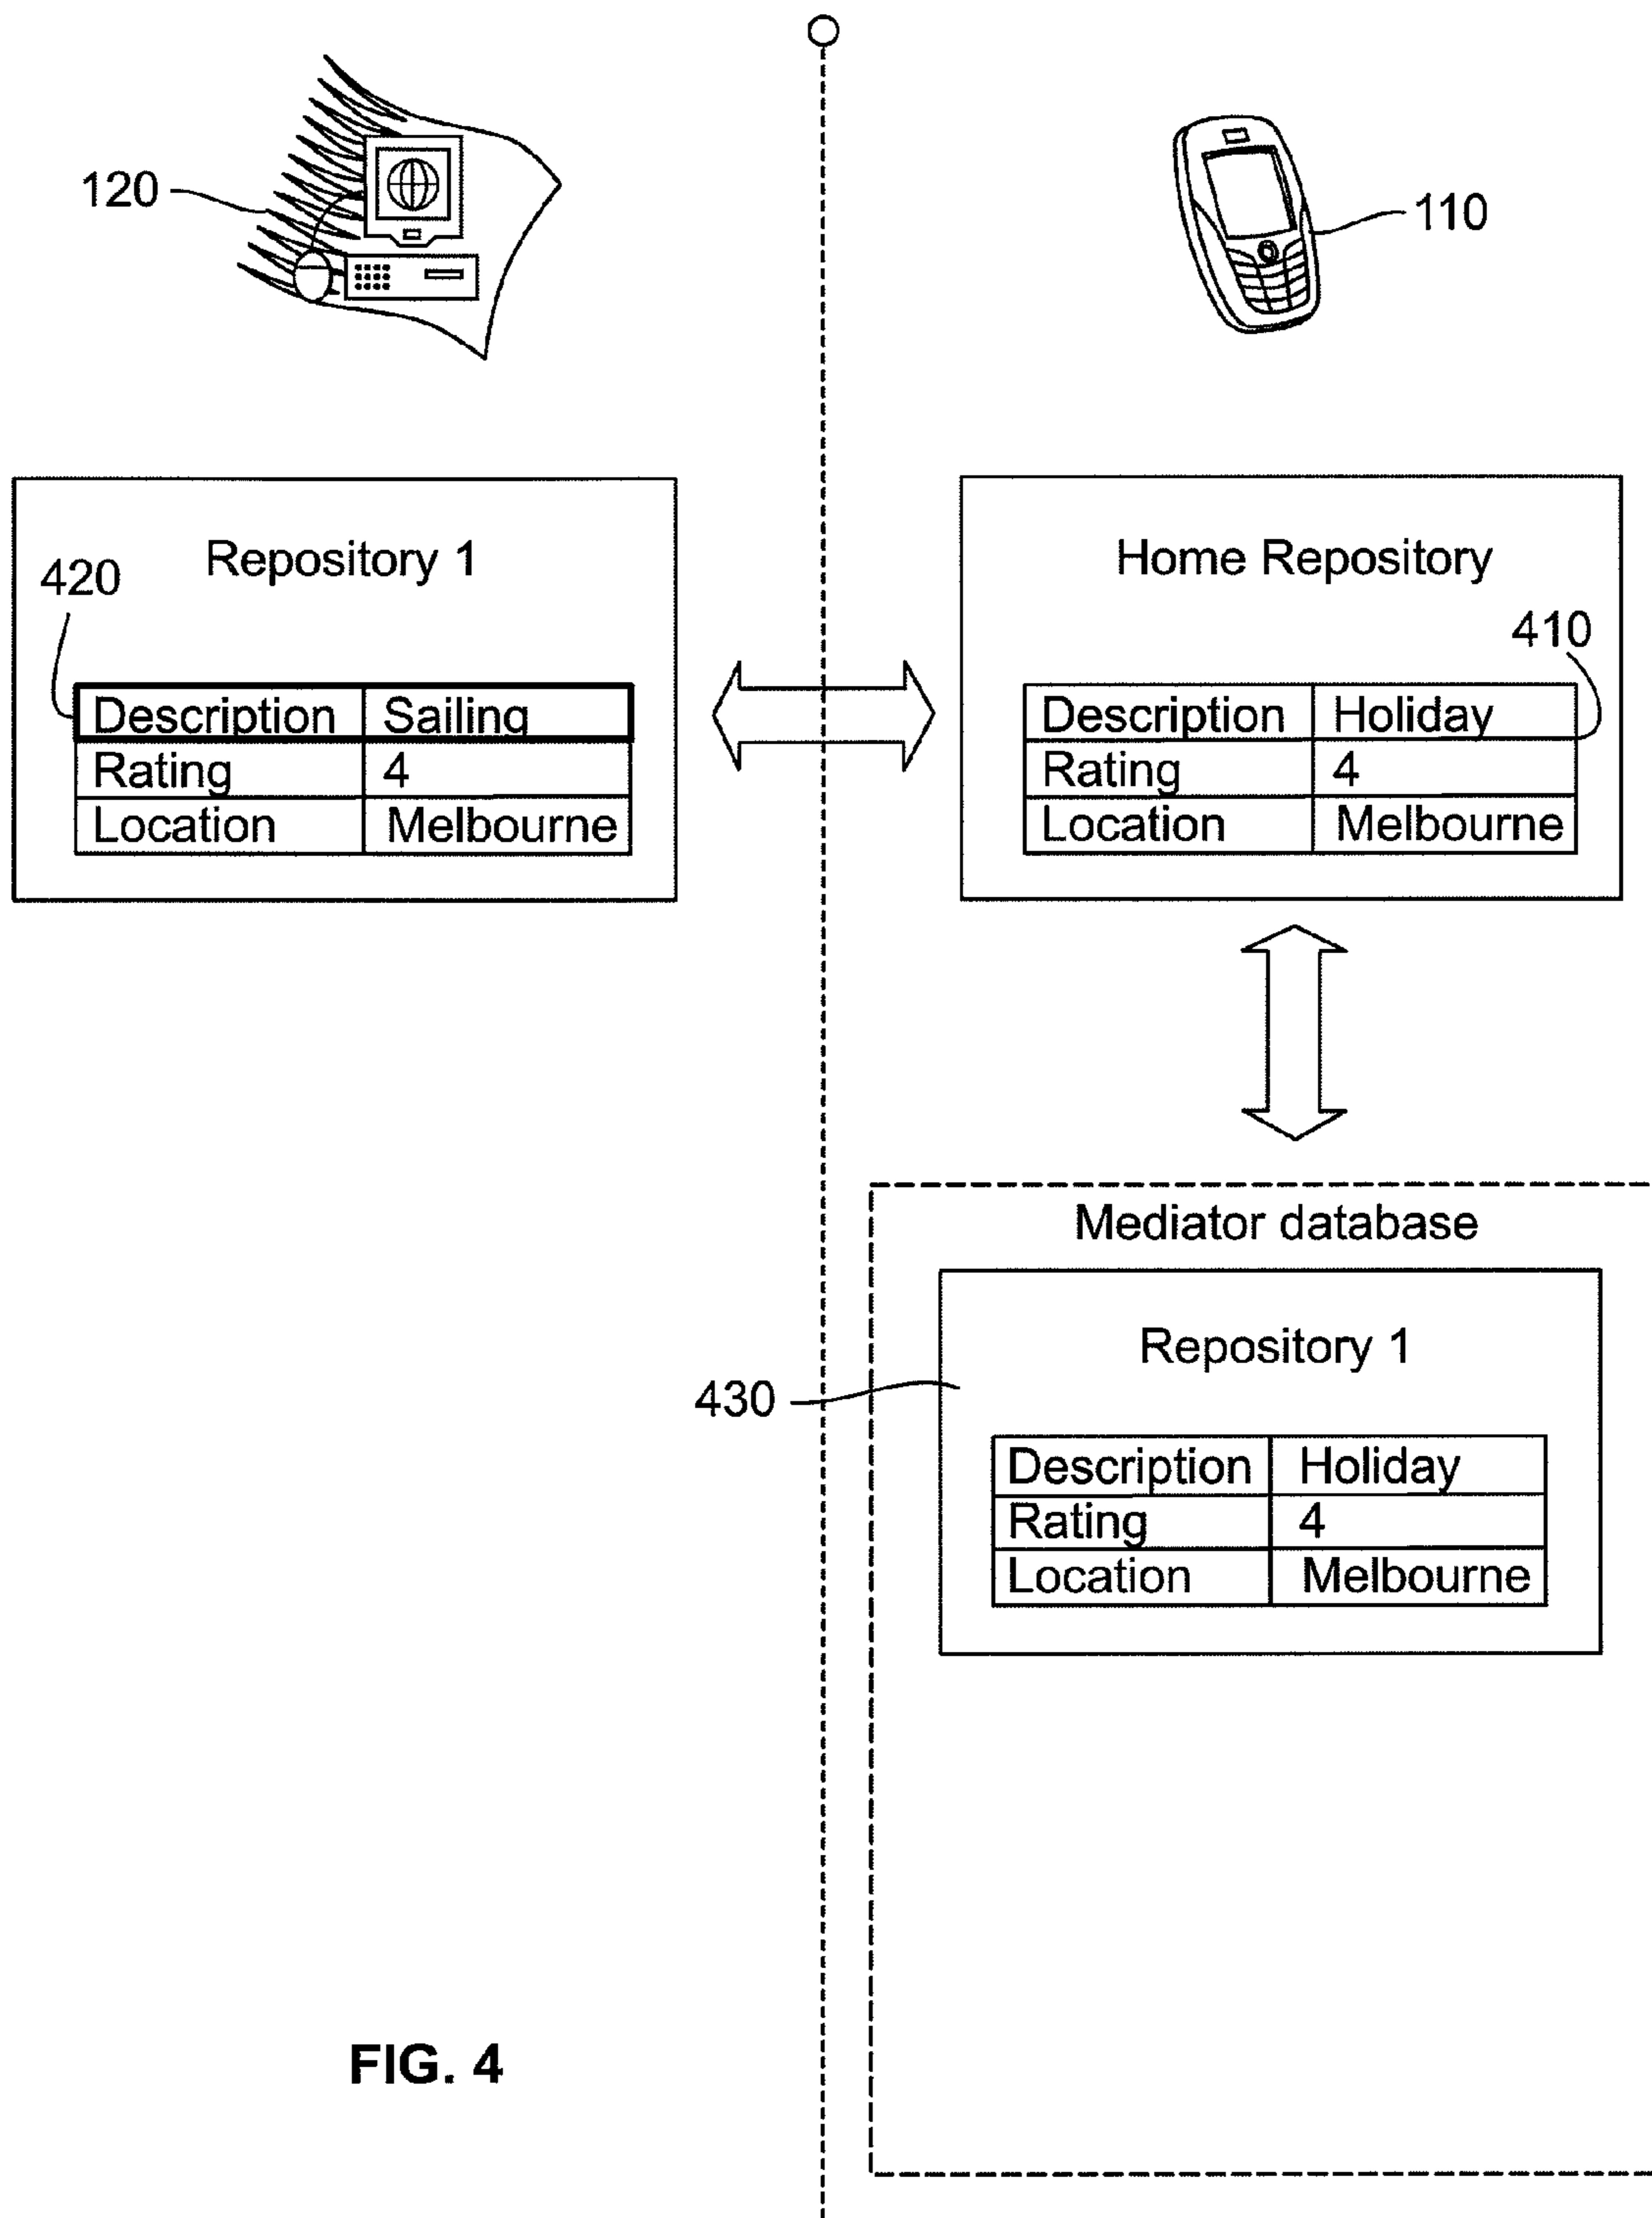 120
110
Repository 1
420
Description Sailing
Rating 4
Location Melbourne
Home Repository
410
Description Holiday
Rating 4
Location Melbourne
Mediator database
Repository 1
430
Description Holiday
Rating 4
Location Melbourne
FIG. 4